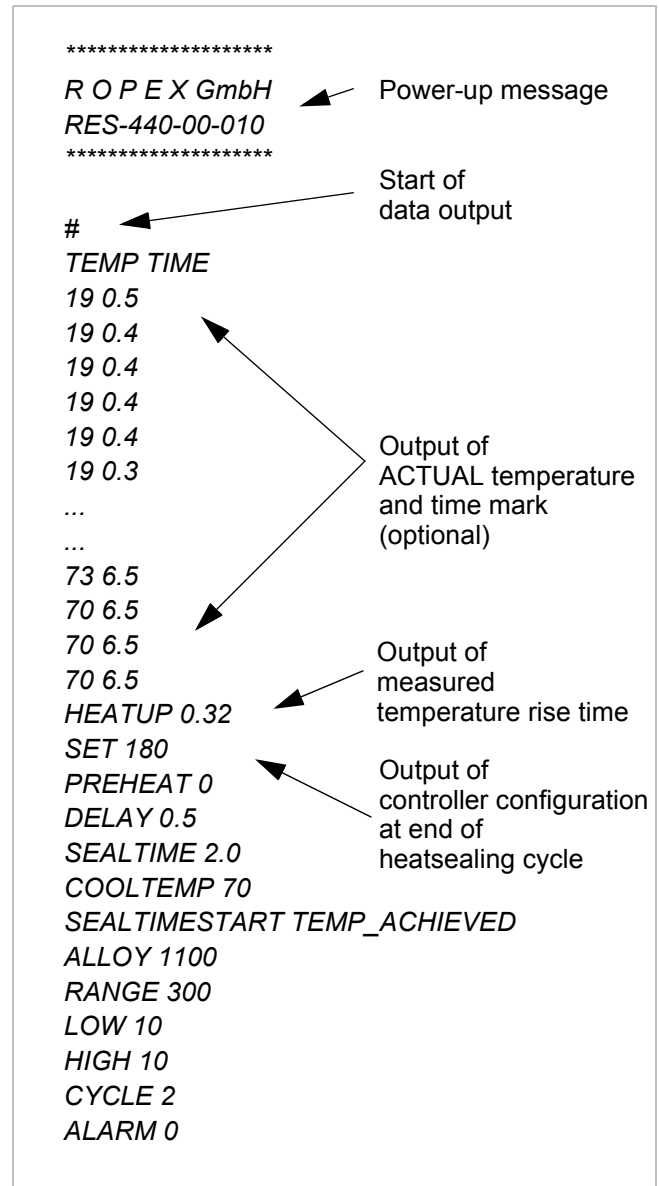 ********************
R O P E X GmbH
RES-440-00-010
********************
Power-up message
Start of
data output
#
TEMP TIME
19 0.5
19 0.4
19 0.4
19 0.4
19 0.4
19 0.3
...
...
73 6.5
70 6.5
70 6.5
70 6.5
Output of
ACTUAL temperature
and time mark
(optional)
HEATUP 0.32
Output of
measured
temperature rise time
SET 180
PREHEAT 0
DELAY 0.5
SEALTIME 2.0
COOLTEMP 70
SEALTIMESTART TEMP_ACHIEVED
ALLOY 1100
RANGE 300
LOW 10
HIGH 10
CYCLE 2
ALARM 0
Output of
controller configuration
at end of
heatsealing cycle